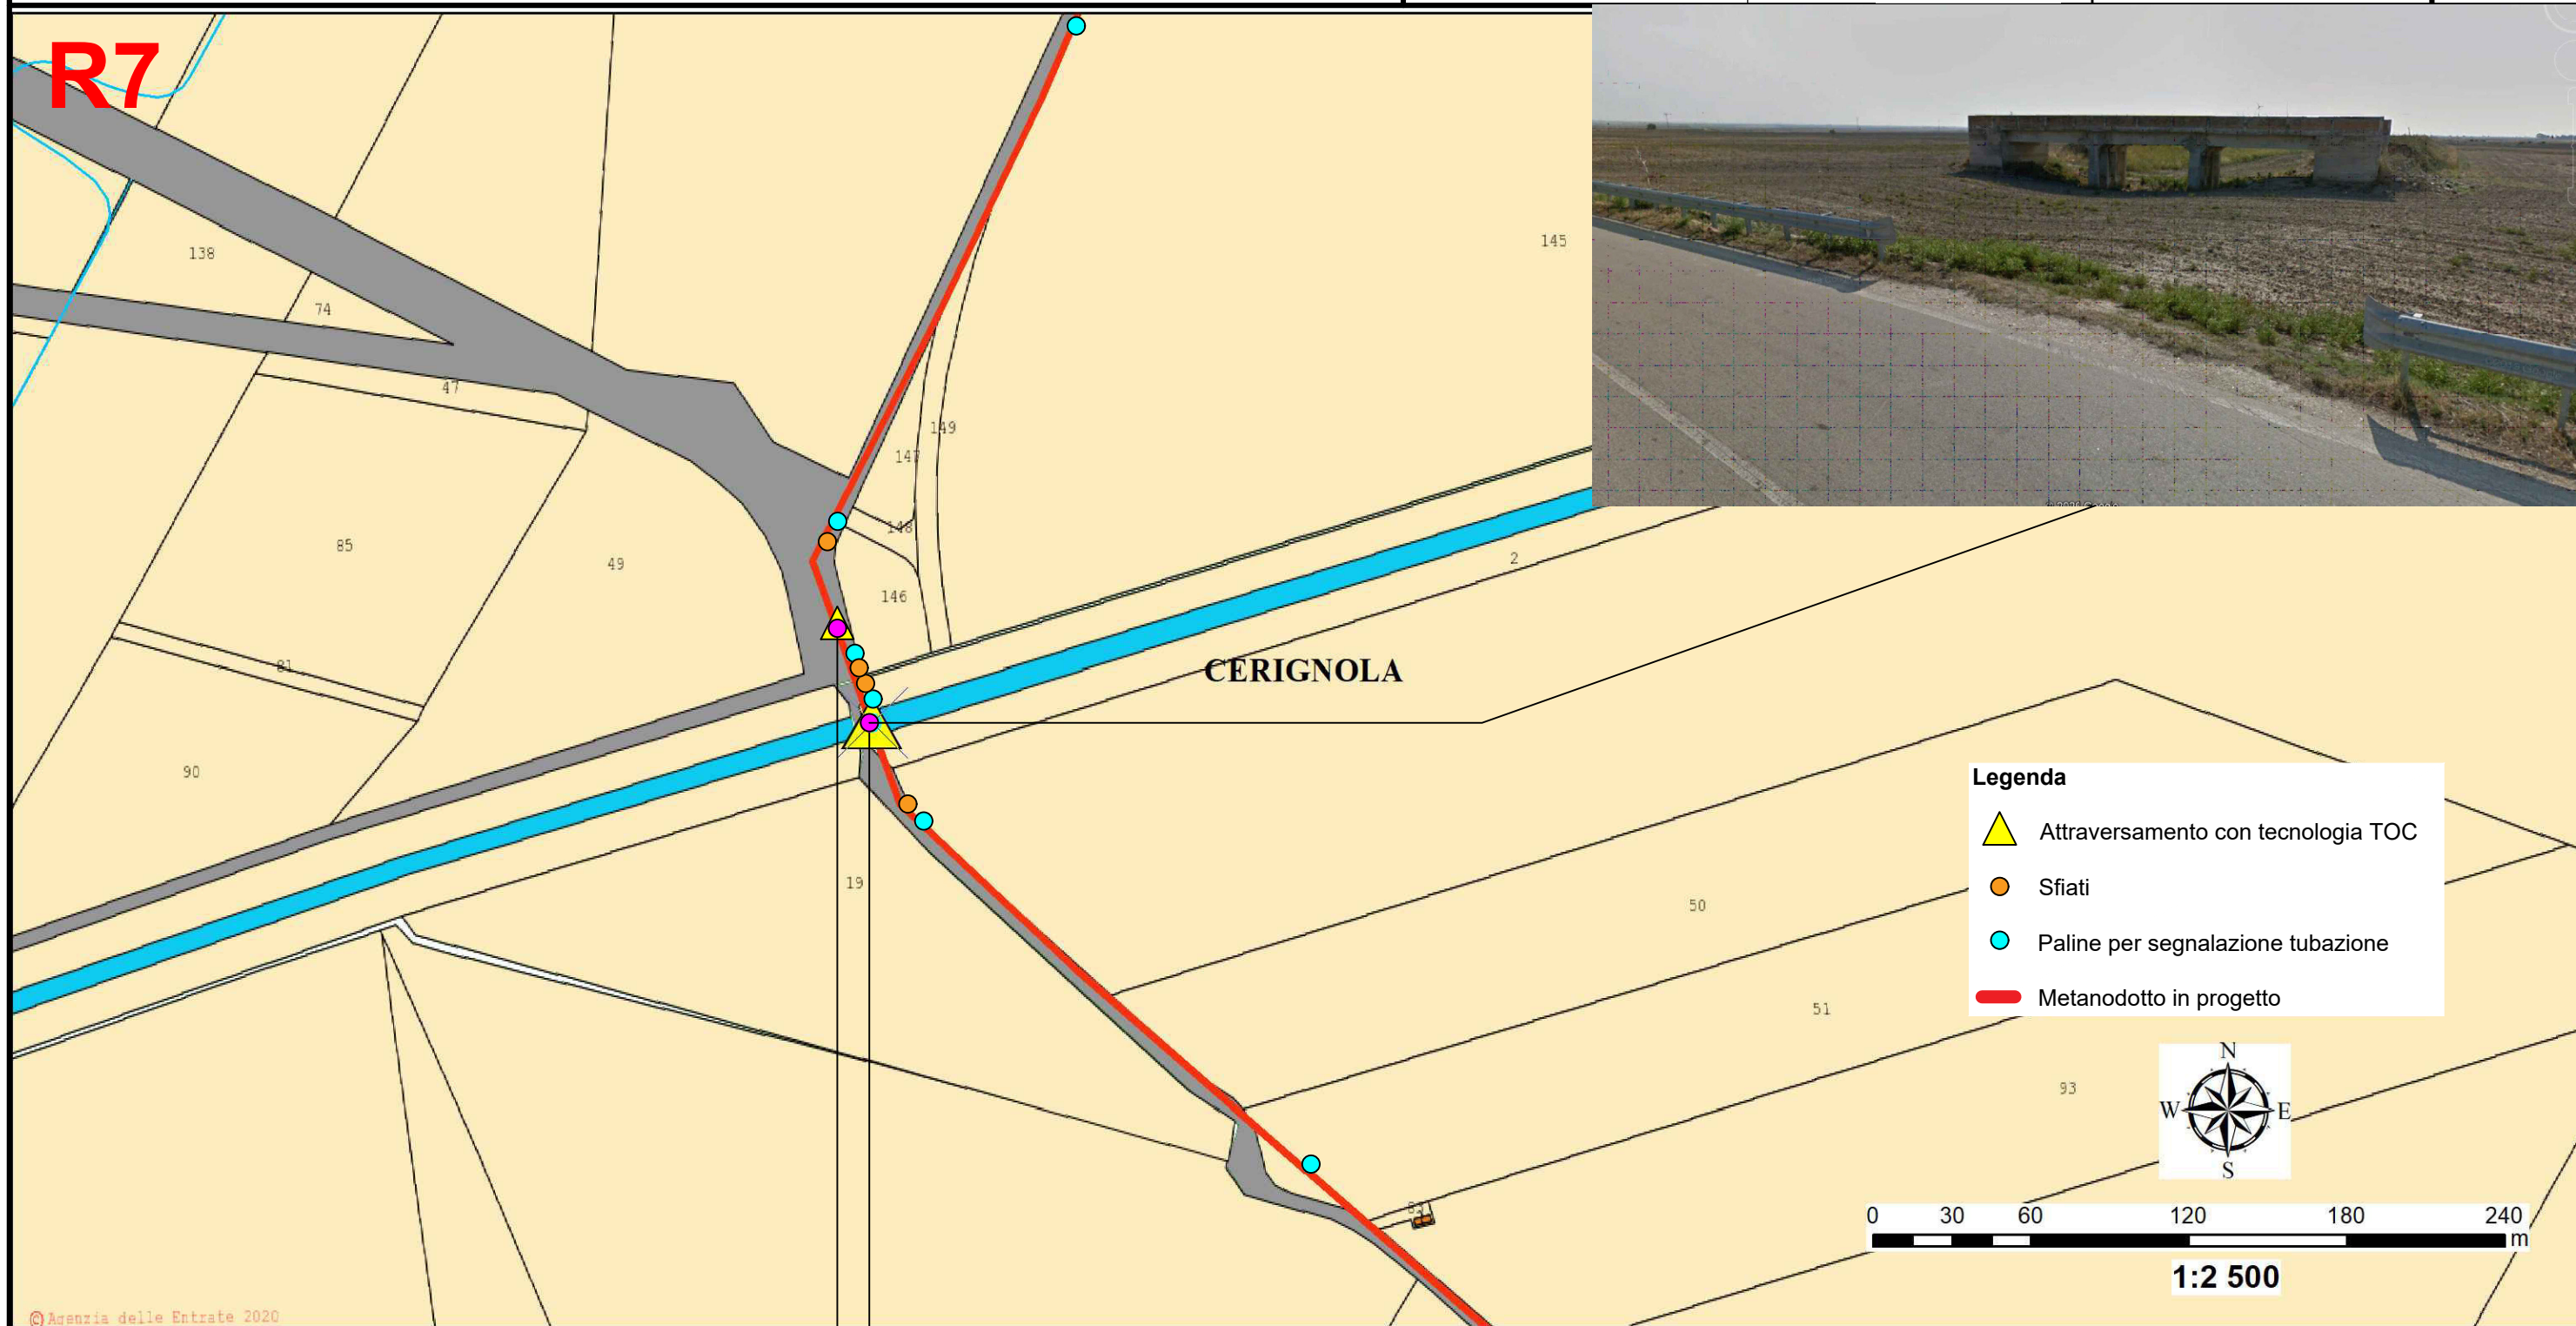 R7
138
74
47
85
49
81
90
145
149
147
148
146
2
CERIGNOLA
19
50
51
93
Legenda
Attraversamento con tecnologia TOC
Sfiati
Paline per segnalazione tubazione
Metanodotto in progetto
N
W E
S
0 30 60 120 180 240
m
1:2 500
© Agenzia delle Entrate 2020